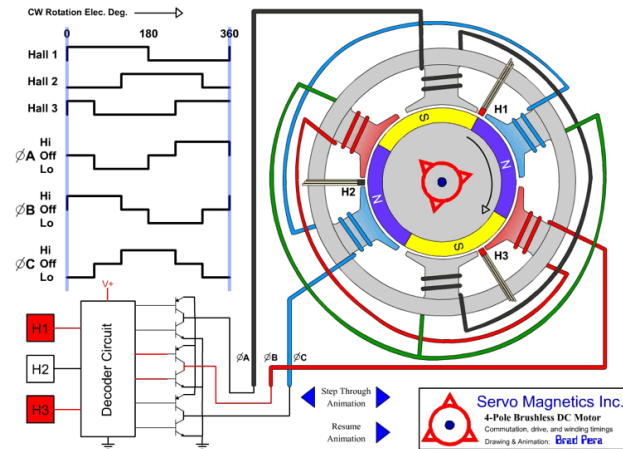 CW Rotation Elec. Deg.
0 180 360
Hall 1
Hall 2
Hall 3
Hi
ØA Off
Lo
Hi
ØB Off
Lo
Hi
ØC Off
Lo
V+
H1
H2
H3
Decoder Circuit
ØA ØB ØC
H1
H2
H3
S
N
N
S
Step Through
Animation
Resume
Animation
Servo Magnetics Inc.
4-Pole Brushless DC Motor
Commutation, drive, and winding timings
Drawing & Animation: Brad Pera